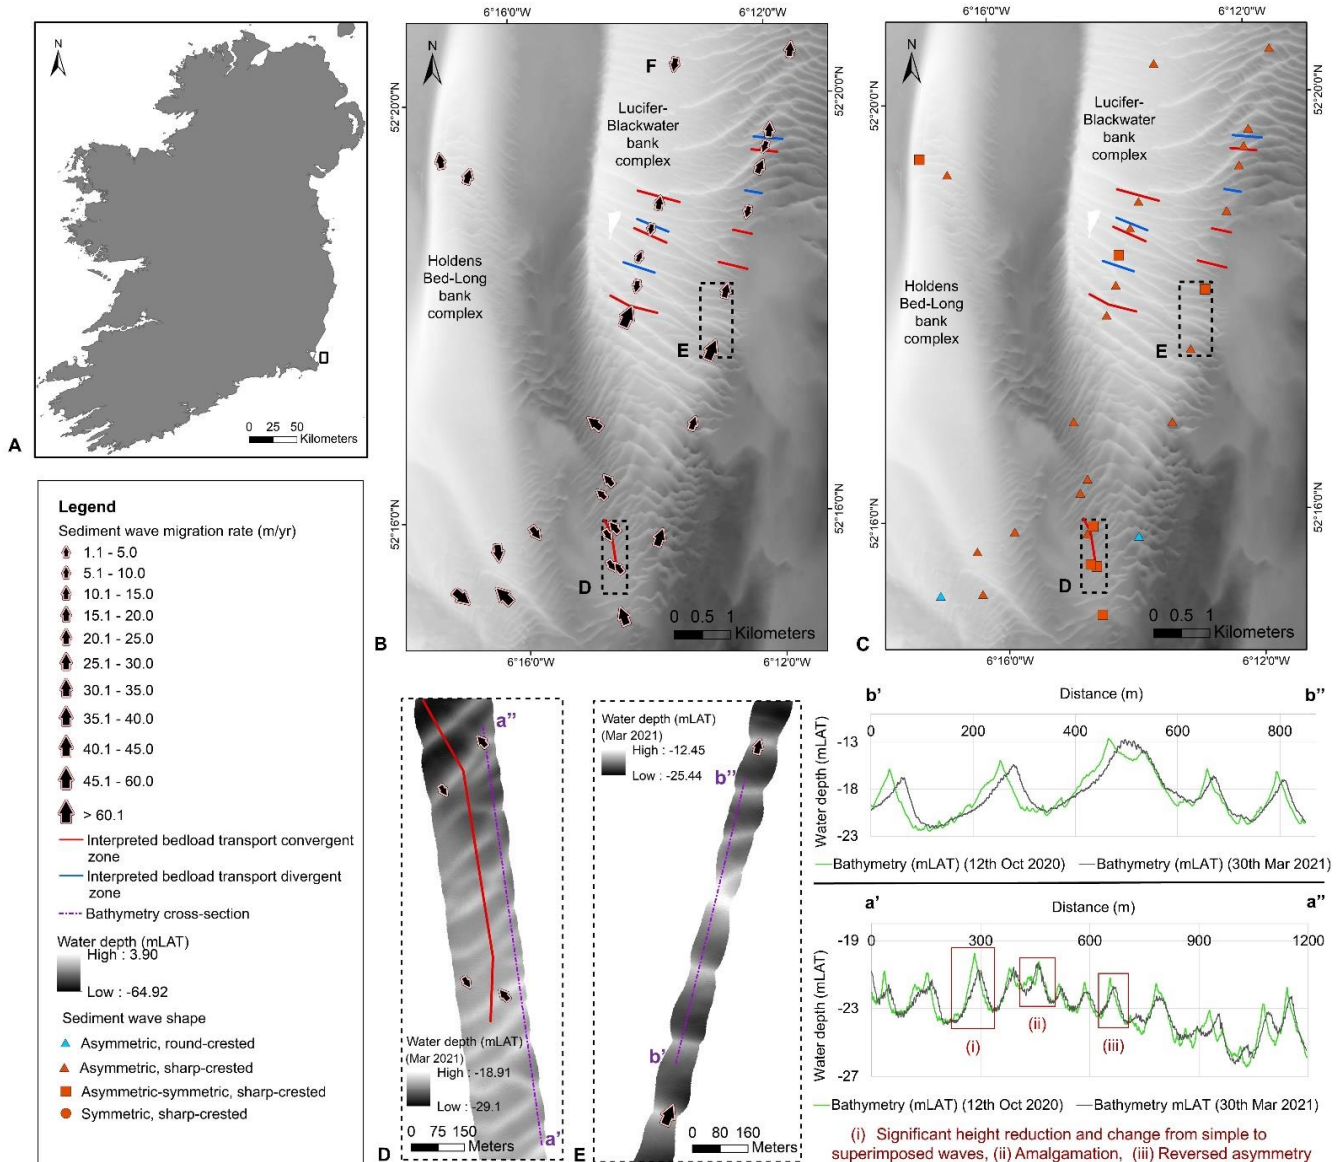 N
0 25 50
Kilometers
A
Legend
Sediment wave migration rate (m/yr)
1.1 - 5.0
5.1 - 10.0
10.1 - 15.0
15.1 - 20.0
20.1 - 25.0
25.1 - 30.0
30.1 - 35.0
35.1 - 40.0
40.1 - 45.0
45.1 - 60.0
> 60.1
Interpreted bedload transport convergent
zone
Interpreted bedload transport divergent
zone
Bathymetry cross-section
Water depth (mLAT)
High : 3.90
Low : -64.92
Sediment wave shape
Asymmetric, round-crested
Asymmetric, sharp-crested
Asymmetric-symmetric, sharp-crested
Symmetric, sharp-crested
6°16'0"W 6°12'0"W
N
F
52°20'0"N
52°20'0"N
Lucifer-
Blackwater
bank
complex
Holdens
Bed-Long
bank
complex
E
52°16'0"N
52°16'0"N
D
0 0.5 1
Kilometers
B
6°16'0"W 6°12'0"W
6°16'0"W 6°12'0"W
N
52°20'0"N
52°20'0"N
Lucifer-
Blackwater
bank
complex
Holdens
Bed-Long
bank
complex
E
52°16'0"N
52°16'0"N
D
0 0.5 1
Kilometers
C
6°16'0"W 6°12'0"W
a''
Water depth (mLAT)
(Mar 2021)
High : -18.91
Low : -29.1
0 75 150
Meters
a'
D
Water depth (mLAT)
(Mar 2021)
High : -12.45
Low : -25.44
b''
b'
0 80 160
Meters
E
b' Distance (m) b''
0 200 400 600 800
Water depth (mLAT)
-13
-18
-23
Bathymetry (mLAT) (12th Oct 2020) Bathymetry (mLAT) (30th Mar 2021)
a' Distance (m) a''
0 300 600 900 1200
Water depth (mLAT)
-19
-23
-27
(i)
(ii)
(iii)
Bathymetry (mLAT) (12th Oct 2020) Bathymetry mLAT (30th Mar 2021)
(i) Significant height reduction and change from simple to
superimposed waves, (ii) Amalgamation, (iii) Reversed asymmetry